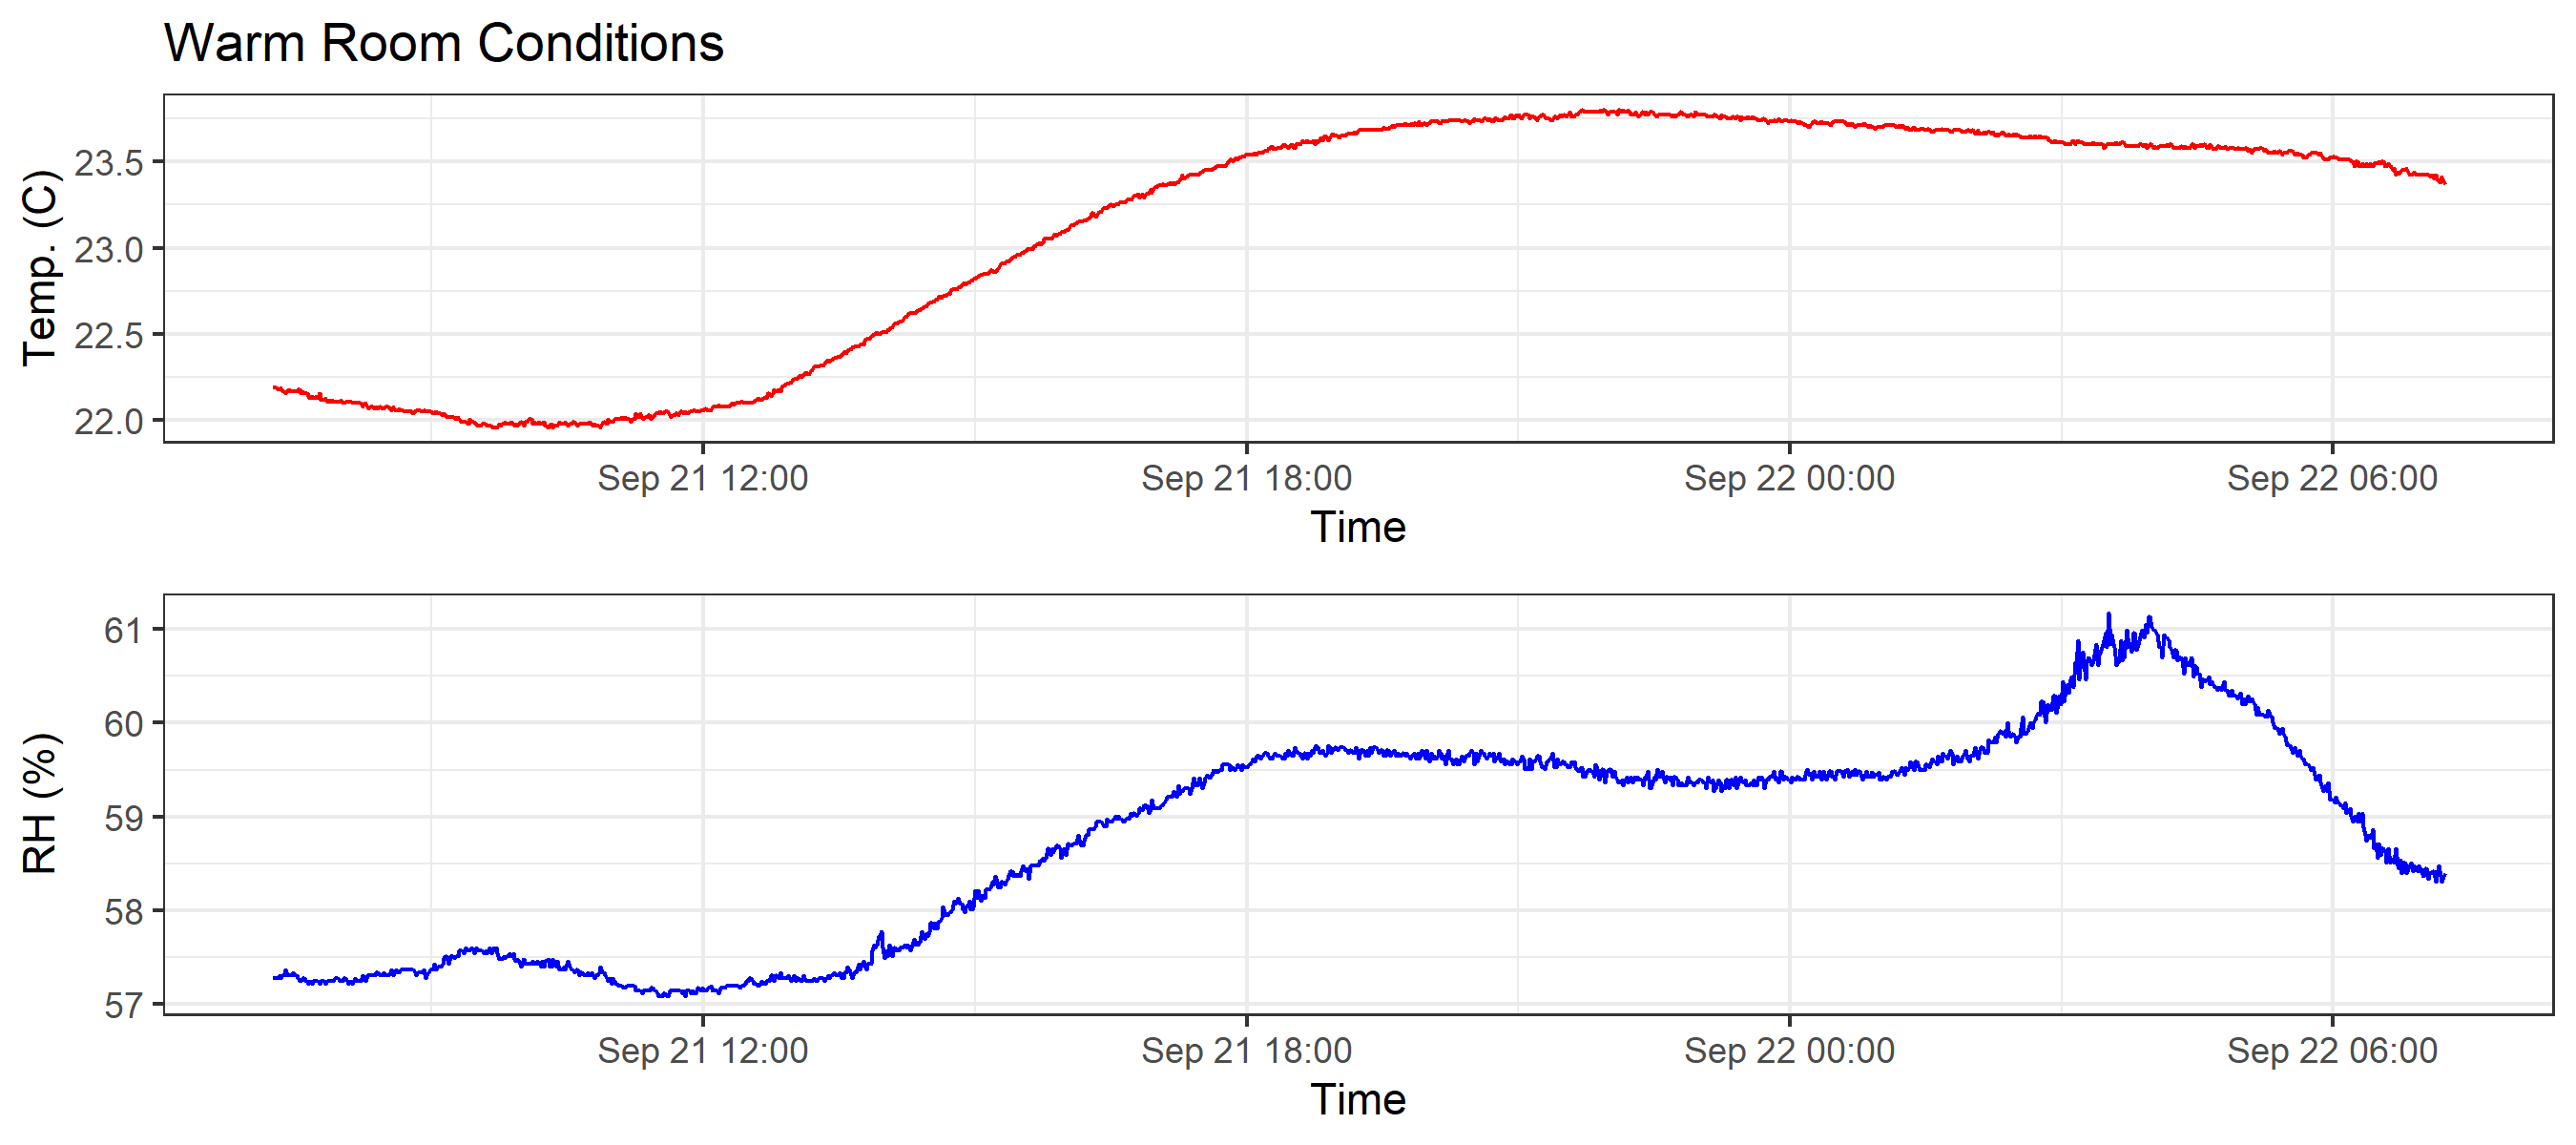 Warm Room Conditions
Temp. (C)
23.5
23.0
22.5
22.0
Sep 21 12:00 Sep 21 18:00 Sep 22 00:00 Sep 22 06:00
Time
RH (%)
61
60
59
58
57
Sep 21 12:00 Sep 21 18:00 Sep 22 00:00 Sep 22 06:00
Time